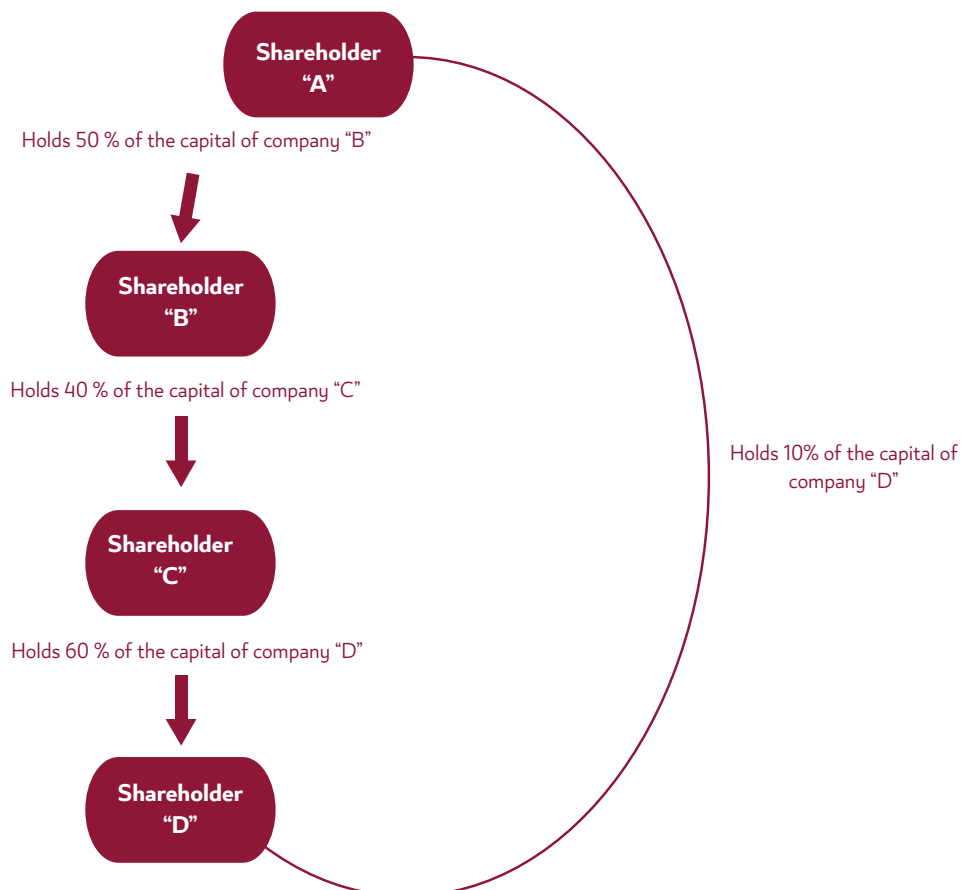 Shareholder
“A”
Holds 50 % of the capital of company “B”
Shareholder
“B”
Holds 40 % of the capital of company “C”
Shareholder
“C”
Holds 60 % of the capital of company “D”
Shareholder
“D”
Holds 10% of the capital of
company “D”